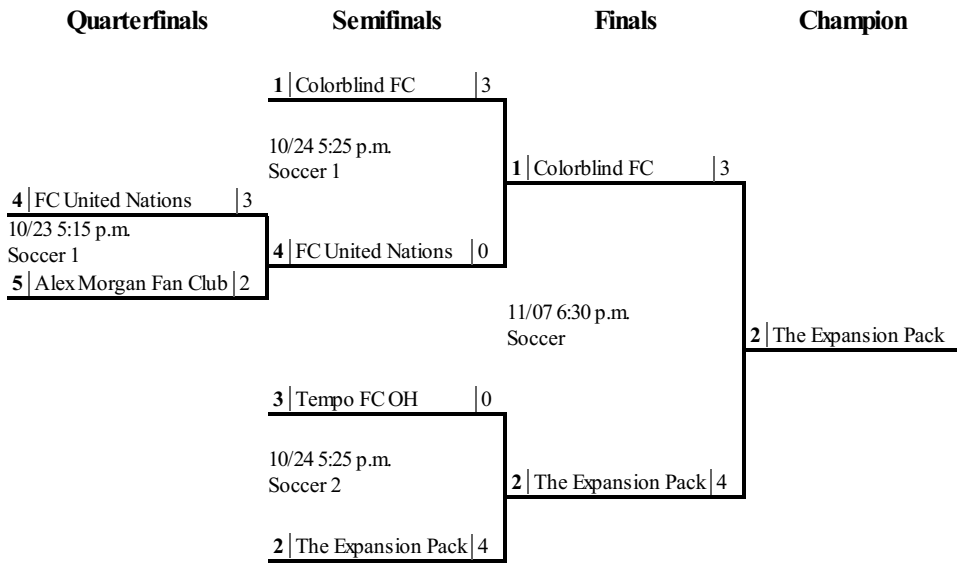 Quarterfinals Semifinals Finals Champion
1 Colorblind FC 3
10/24 5:25 p.m.
Soccer 1
1 Colorblind FC 3
4 FC United Nations 3
10/23 5:15 p.m.
Soccer 1
4 FC United Nations 0
5 Alex Morgan Fan Club 2
11/07 6:30 p.m.
Soccer
2 The Expansion Pack
3 Tempo FC OH 0
10/24 5:25 p.m.
Soccer 2
2 The Expansion Pack 4
2 The Expansion Pack 4